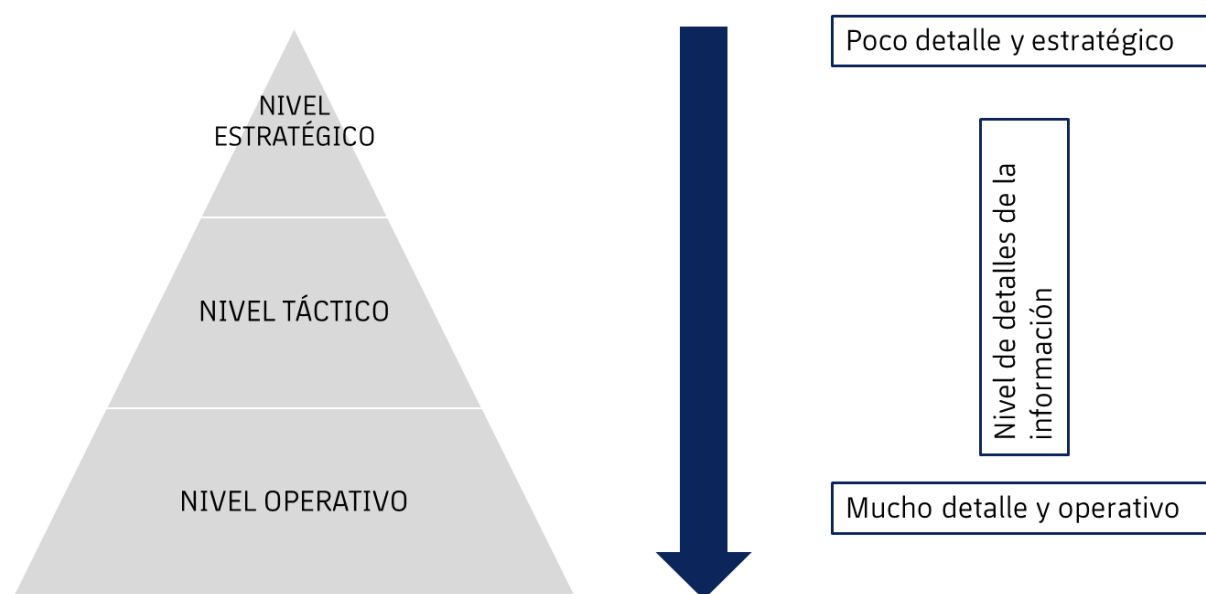 NIVEL
ESTRATÉGICO
NIVEL TÁCTICO
NIVEL OPERATIVO
Poco detalle y estratégico
Nivel de detalles de la
información
Mucho detalle y operativo